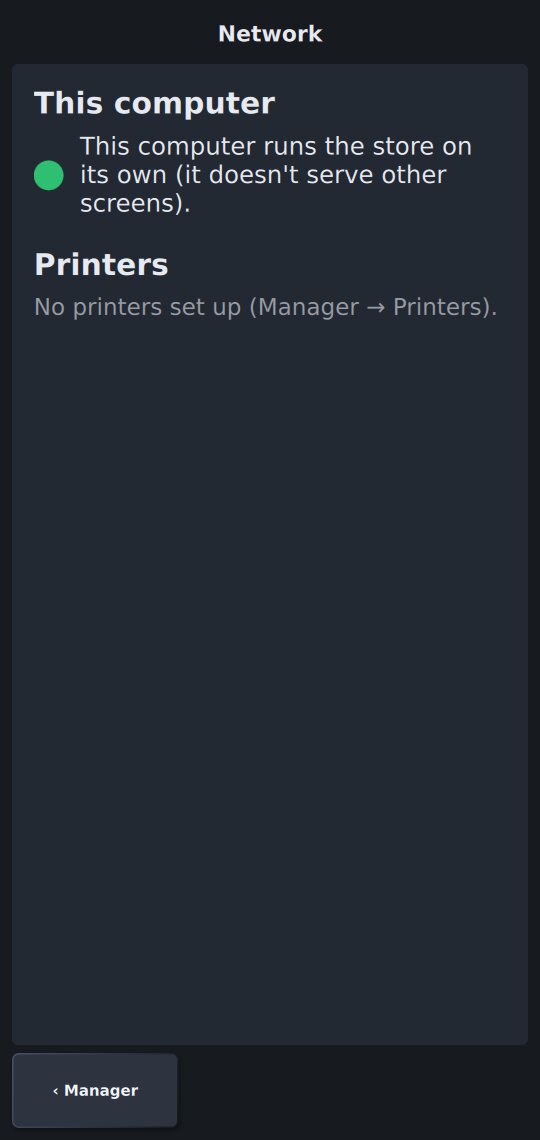 Network
This computer
This computer runs the store on
its own (it doesn't serve other
screens).
Printers
No printers set up (Manager → Printers).
‹ Manager